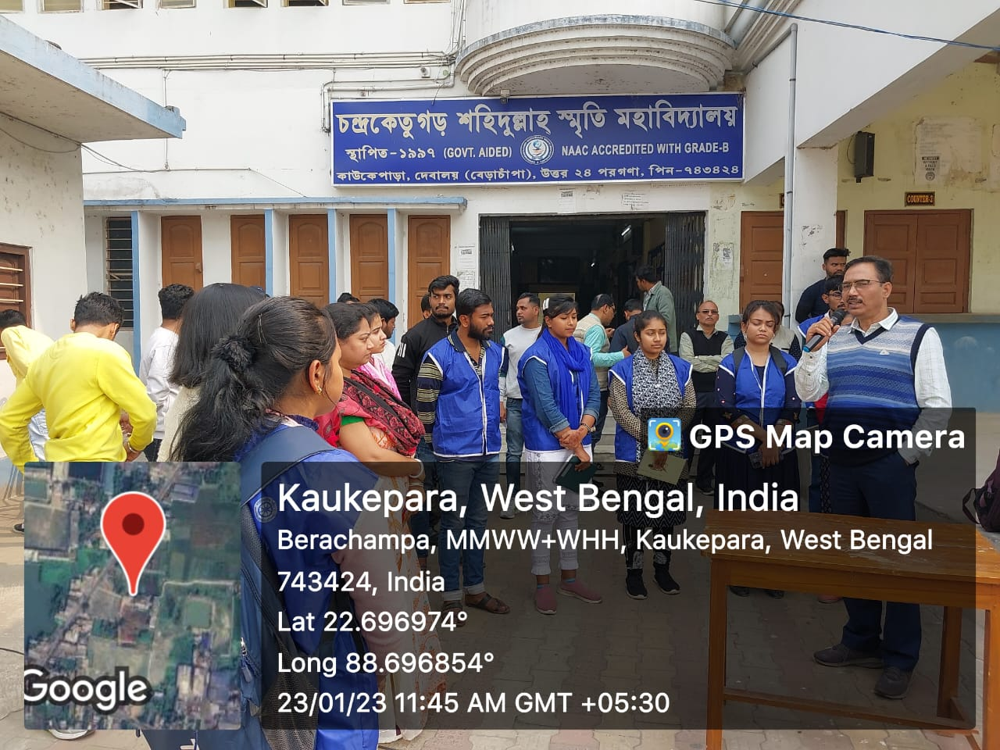 চন্দ্রকেতুগড় শহিদুল্লাহ স্মৃতি মহাবিদ্যালয়
স্থাপিত-১৯৯৭ (GOVT. AIDED) NAAC ACCREDITED WITH GRADE-B
কাউকেপাড়া, দেবালয় (বেড়াচাঁপা), উত্তর ২৪ পরগণা, পিন-৭৪৩৪২৪
COUNTER-2
GPS Map Camera
Kaukepara, West Bengal, India
Berachampa, MMWW+WHH, Kaukepara, West Bengal
743424, India
Lat 22.696974°
Long 88.696854°
23/01/23 11:45 AM GMT +05:30
Google